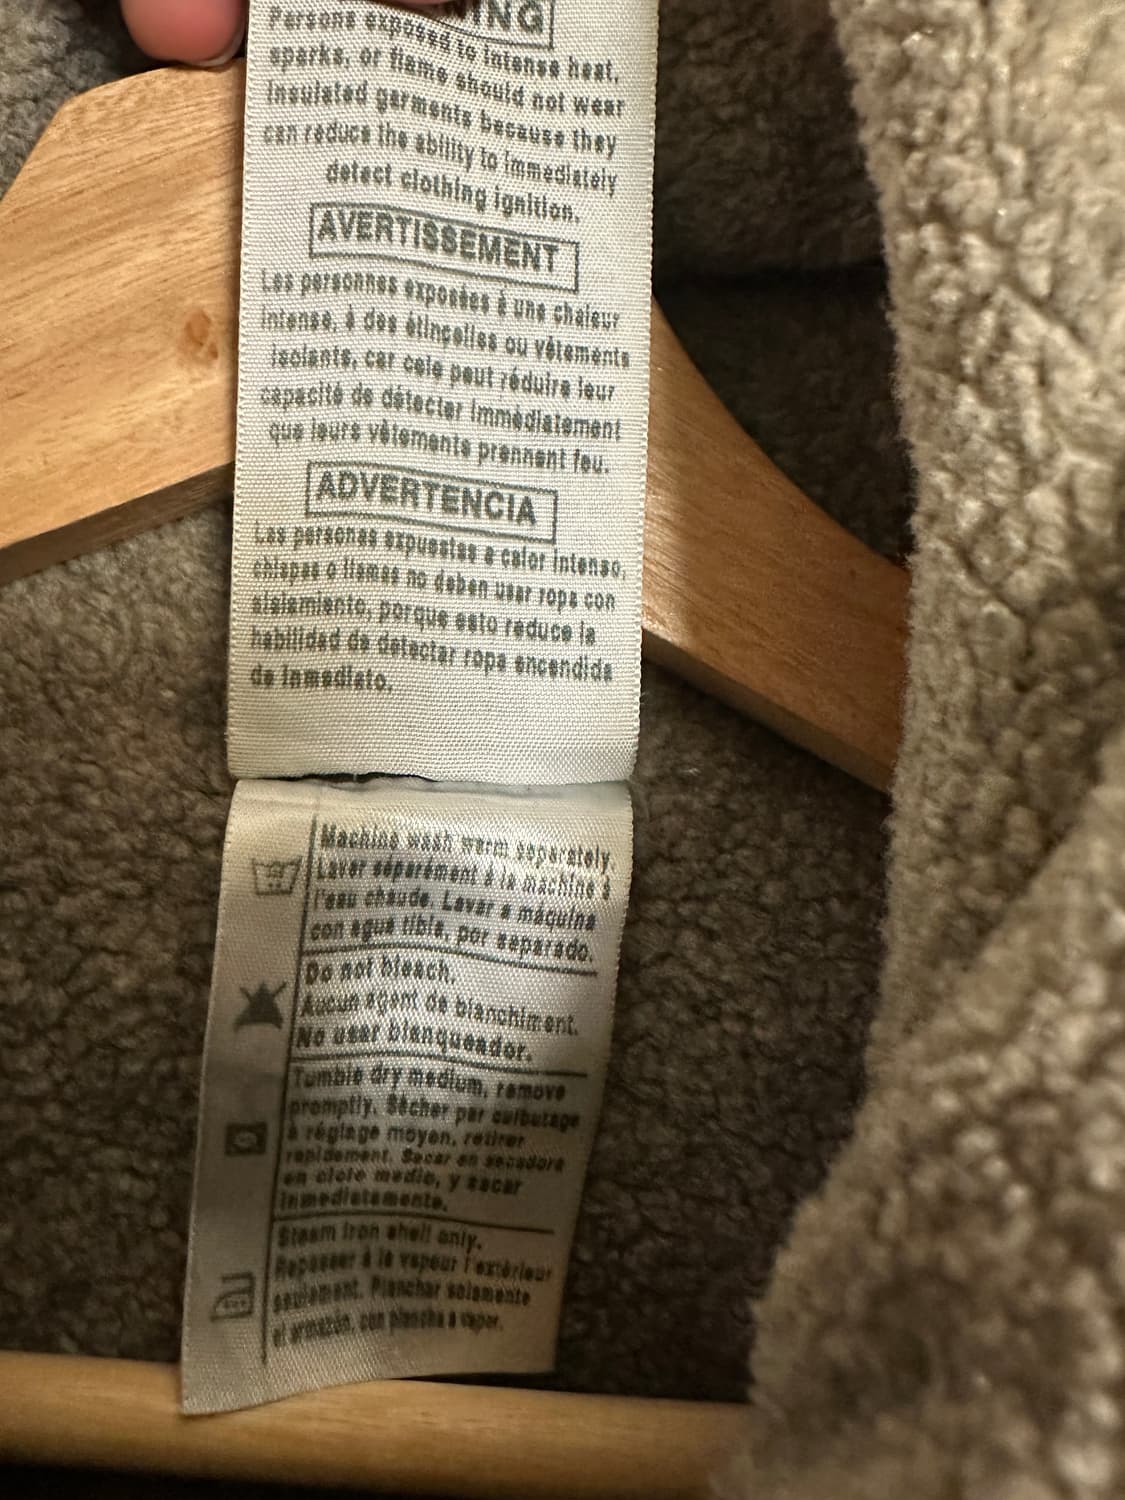 NING
Persons exposed to intense heat,
sparks, or flame should not wear
insulated garments because they
can reduce the ability to immediately
detect clothing ignition.
AVERTISSEMENT
Les personnes exposées à une chaleur
intense, à des étincelles ou vêtements
isolants, car cele peut réduire leur
capacité de détecter immédiatement
que leurs vêtements prennent feu.
ADVERTENCIA
Las personas expuestas a calor intenso,
chispas o llamas no deben usar ropa con
aislamiento, porque esto reduce la
habilidad de detectar ropa encendida
de inmediato.
Machine wash warm separately.
Laver séparément à la machine à
l'eau chaude. Lavar a máquina
con agua tibia, por separado.
Do not bleach.
Aucun agent de blanchiment.
No usar blanqueador.
Tumble dry medium, remove
promptly. Sécher par culbutage
à réglage moyen, retirer
rapidement. Secar en secadora
en ciclo medio, y sacar
inmediatamente.
Steam iron shell only.
Repasser à la vapeur l'extérieur
seulement. Planchar solamente
el armazón, con plancha a vapor.